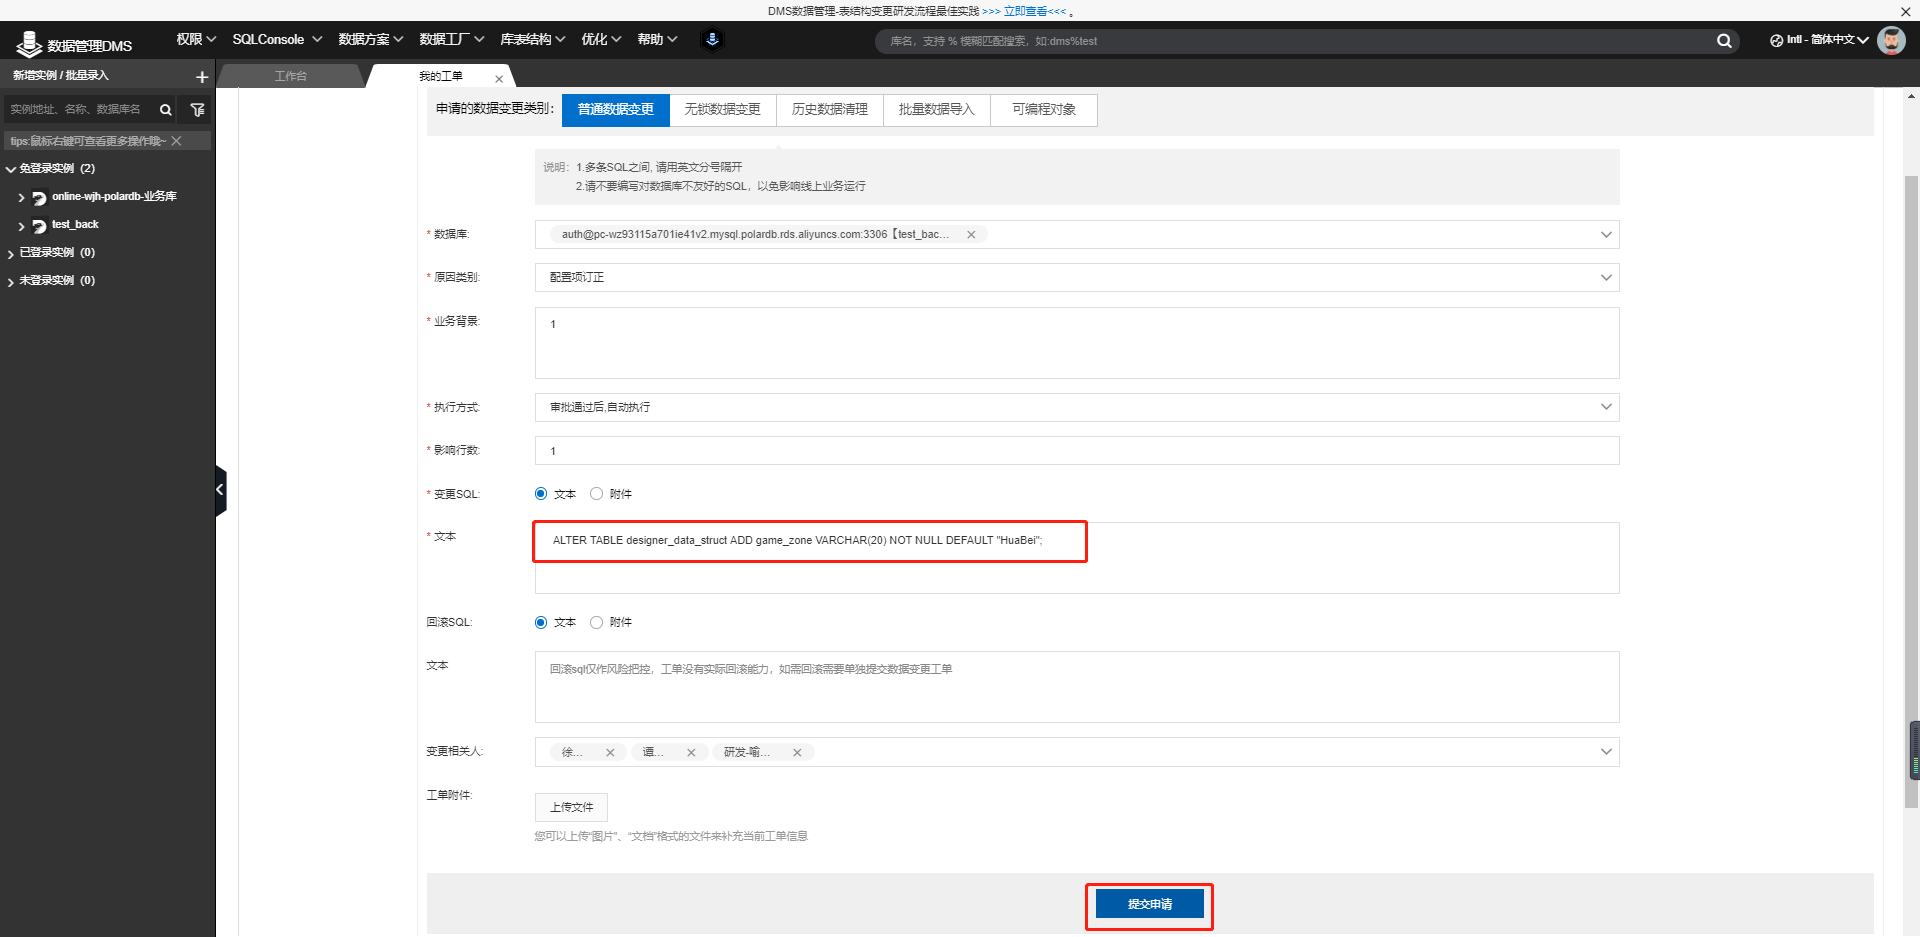 DMS数据管理-表结构变更研发流程最佳实践 >>> 立即查看<<< 。
数据管理DMS
权限
SQLConsole
数据方案
数据工厂
库表结构
优化
帮助
库名，支持 % 模糊匹配搜索，如:dms%test
Intl - 简体中文
新增实例 / 批量录入
工作台
我的工单
实例地址、名称、数据库名
tips:鼠标右键可查看更多操作哦~
免登录实例 (2)
online-wjh-polardb-业务库
test_back
已登录实例 (0)
未登录实例 (0)
申请的数据变更类别:
普通数据变更
无锁数据变更
历史数据清理
批量数据导入
可编程对象
说明: 1.多条SQL之间, 请用英文分号隔开
2.请不要编写对数据库不友好的SQL，以免影响线上业务运行
* 数据库:
auth@pc-wz93115a701ie41v2.mysql.polardb.rds.aliyuncs.com:3306【test_bac...
* 原因类别:
配置项订正
* 业务背景:
1
* 执行方式:
审批通过后,自动执行
* 影响行数:
1
* 变更SQL:
文本
附件
* 文本
ALTER TABLE designer_data_struct ADD game_zone VARCHAR(20) NOT NULL DEFAULT "HuaBei";
回滚SQL:
文本
附件
文本
回滚sql仅作风险把控，工单没有实际回滚能力，如需回滚需要单独提交数据变更工单
变更相关人:
徐...
谭...
研发-喻...
工单附件:
上传文件
您可以上传“图片”、“文档”格式的文件来补充当前工单信息
提交申请